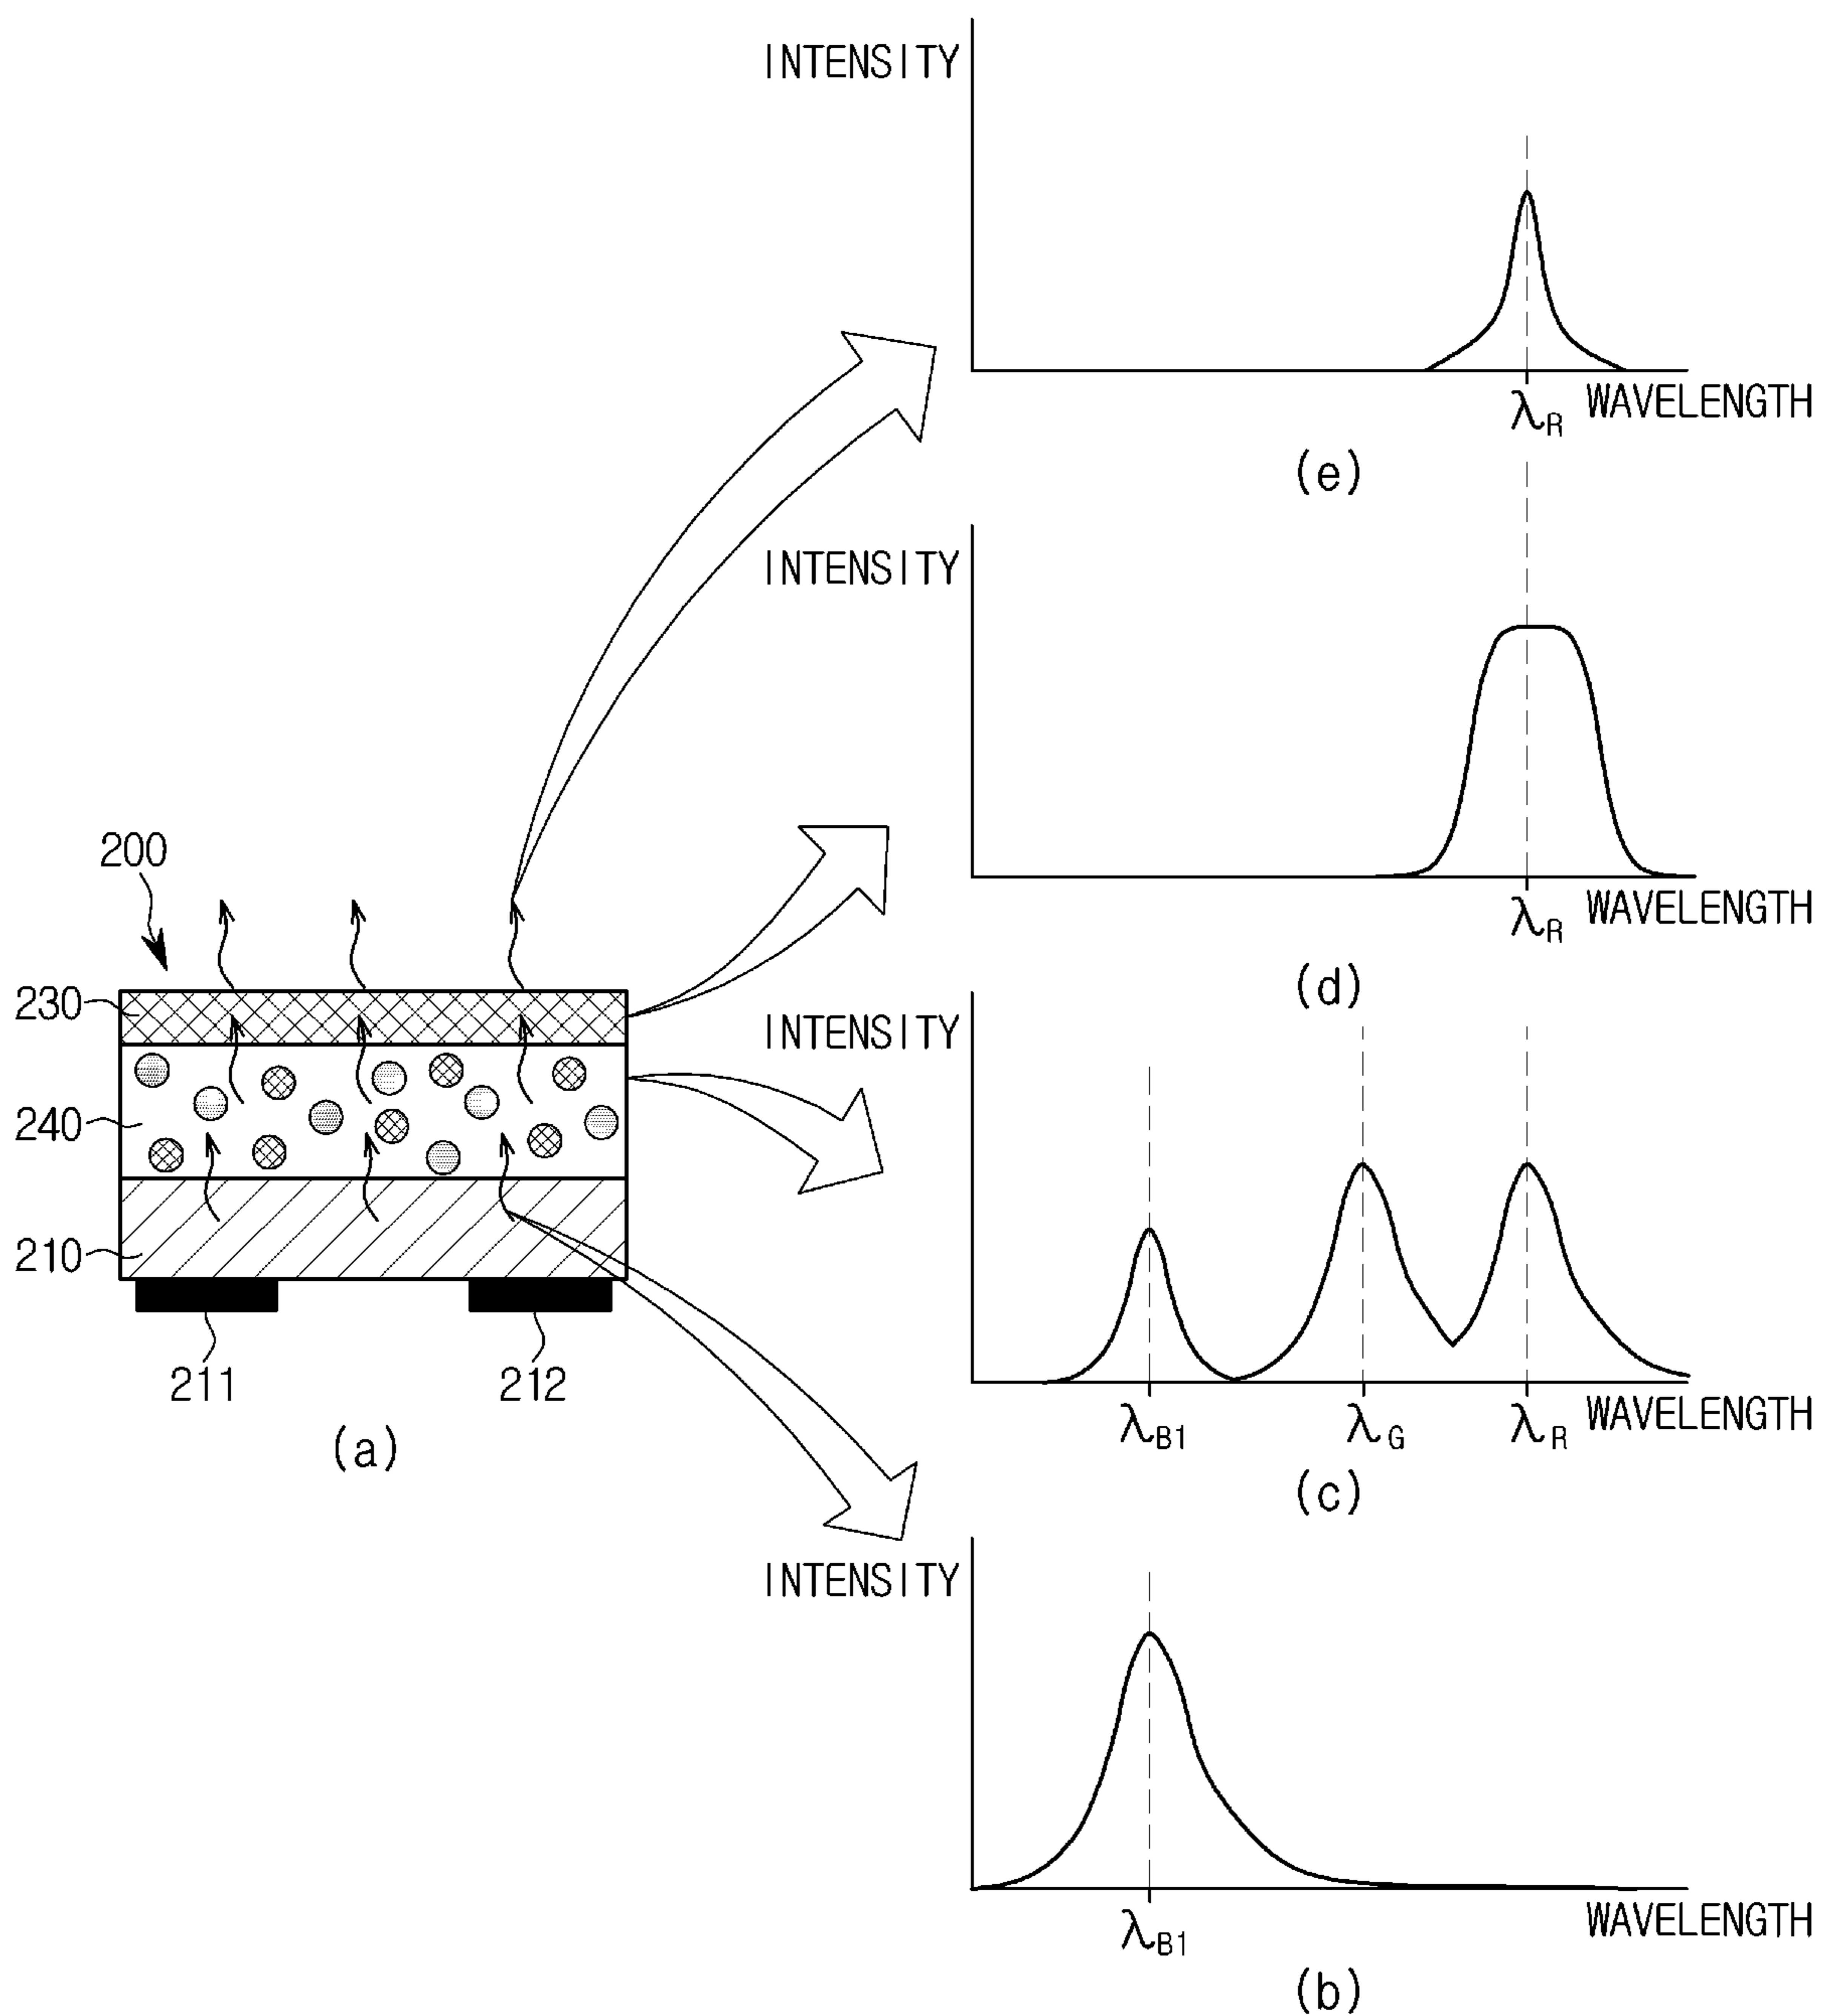 INTENSITY
λR WAVELENGTH
(e)
INTENSITY
λR WAVELENGTH
(d)
INTENSITY
λB1 λG λR WAVELENGTH
(c)
INTENSITY
λB1 WAVELENGTH
(b)
200
230
240
210
211 212
(a)